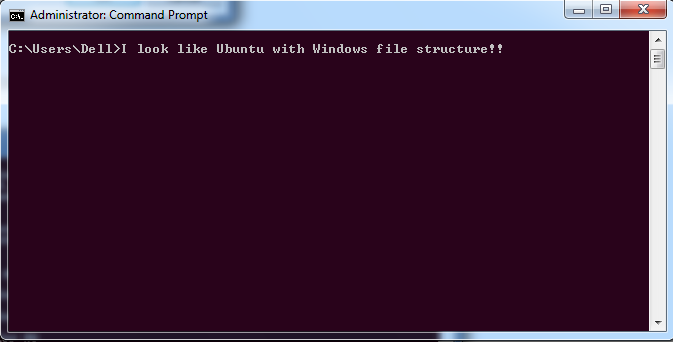 Administrator: Command Prompt
C:\Users\Dell>I look like Ubuntu with Windows file structure!!